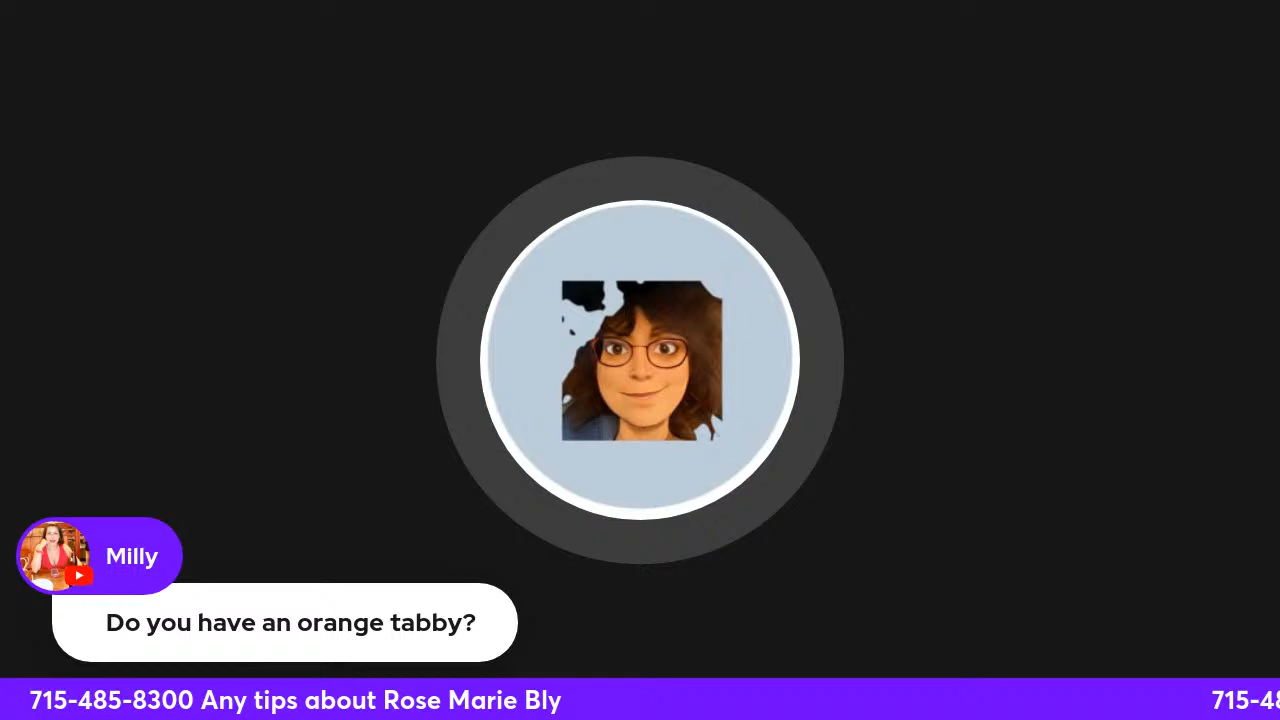 Milly
Do you have an orange tabby?
715-485-8300 Any tips about Rose Marie Bly
715-48